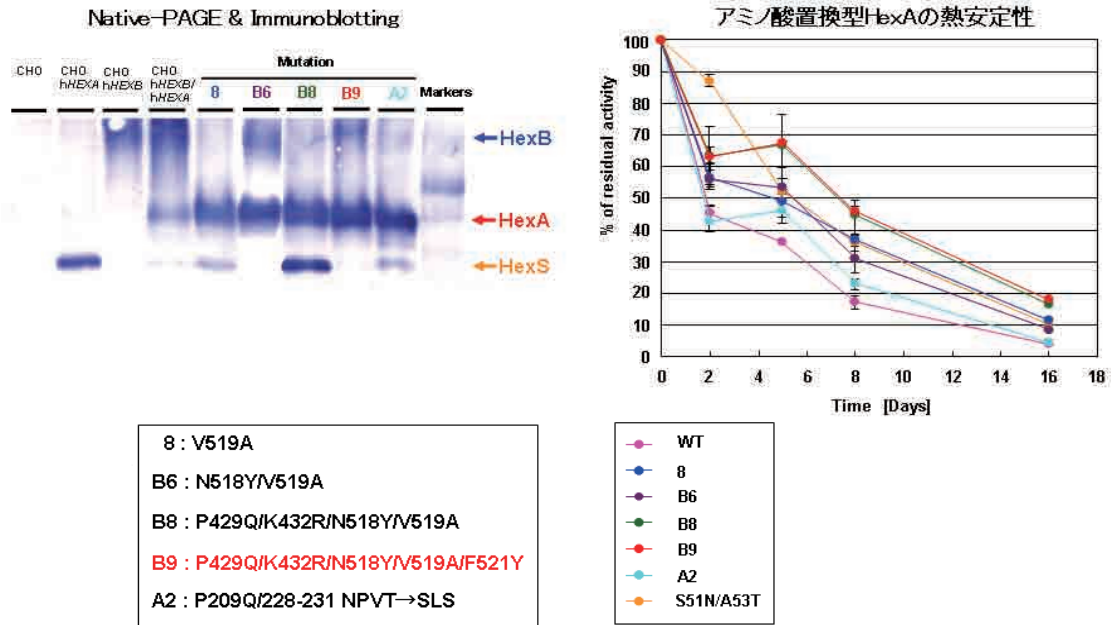 Native-PAGE & Immunoblotting
CHO
CHO
hHEXA
CHO
hHEXB
CHO
hHEXB/
hHEXA
Mutation
8
B6
B8
B9
A2
Markers
HexB
HexA
HexS
アミノ酸置換型HexAの熱安定性
% of residual activity
100
90
80
70
60
50
40
30
20
10
0
0 2 4 6 8 10 12 14 16 18
Time [Days]
8 : V519A
B6 : N518Y/V519A
B8 : P429Q/K432R/N518Y/V519A
B9 : P429Q/K432R/N518Y/V519A/F521Y
A2 : P209Q/228-231 NPVT→SLS
WT
8
B6
B8
B9
A2
S51N/A53T